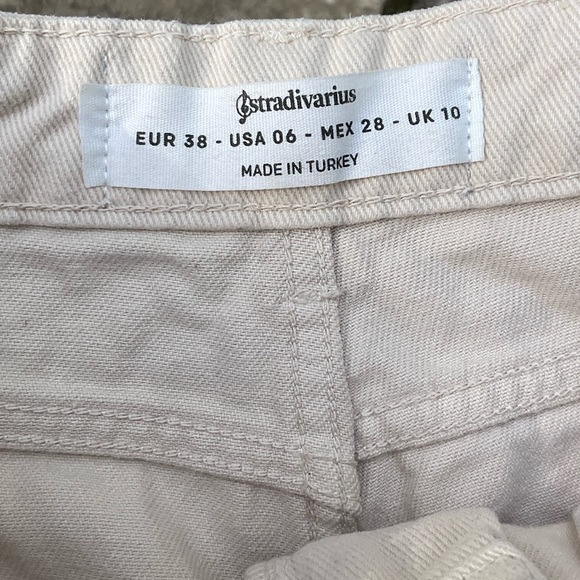 stradivarius
EUR 38 - USA 06 - MEX 28 - UK 10
MADE IN TURKEY